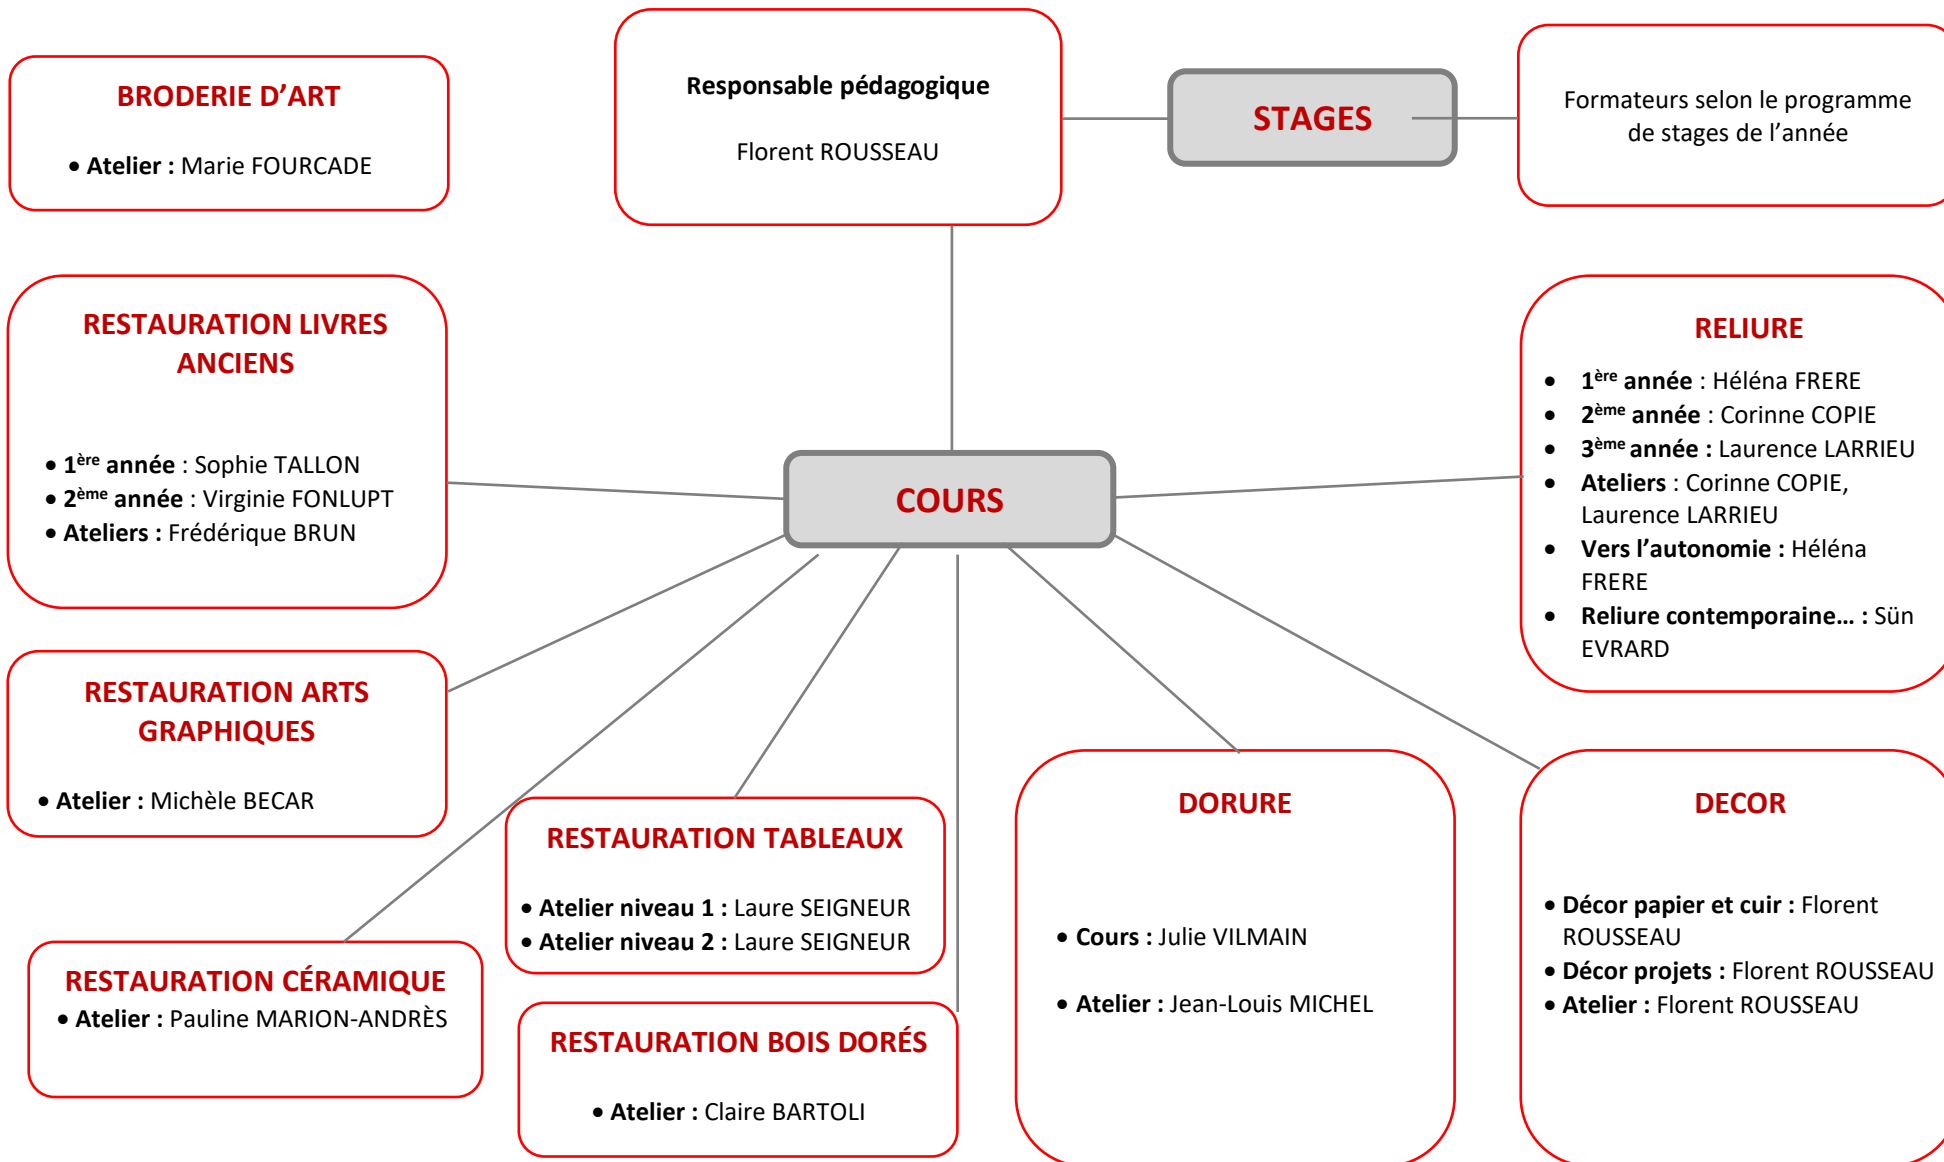 BRODERIE D’ART
• Atelier : Marie FOURCADE
Responsable pédagogique
Florent ROUSSEAU
STAGES
Formateurs selon le programme
de stages de l’année
RESTAURATION LIVRES
ANCIENS
• 1ère année : Sophie TALLON
• 2ème année : Virginie FONLUPT
• Ateliers : Frédérique BRUN
COURS
RELIURE
• 1ère année : Héléna FRERE
• 2ème année : Corinne COPIE
• 3ème année : Laurence LARRIEU
• Ateliers : Corinne COPIE,
Laurence LARRIEU
• Vers l’autonomie : Héléna
FRERE
• Reliure contemporaine… : Sün
EVRARD
RESTAURATION ARTS
GRAPHIQUES
• Atelier : Michèle BECAR
RESTAURATION TABLEAUX
• Atelier niveau 1 : Laure SEIGNEUR
• Atelier niveau 2 : Laure SEIGNEUR
DORURE
• Cours : Julie VILMAIN
• Atelier : Jean-Louis MICHEL
DECOR
• Décor papier et cuir : Florent
ROUSSEAU
• Décor projets : Florent ROUSSEAU
• Atelier : Florent ROUSSEAU
RESTAURATION CÉRAMIQUE
• Atelier : Pauline MARION-ANDRÈS
RESTAURATION BOIS DORÉS
• Atelier : Claire BARTOLI